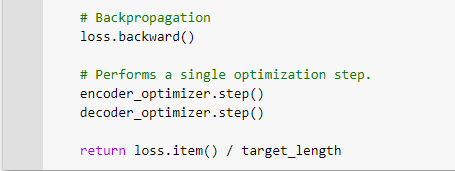 # Backpropagation
loss.backward()
# Performs a single optimization step.
encoder_optimizer.step()
decoder_optimizer.step()
return loss.item() / target_length